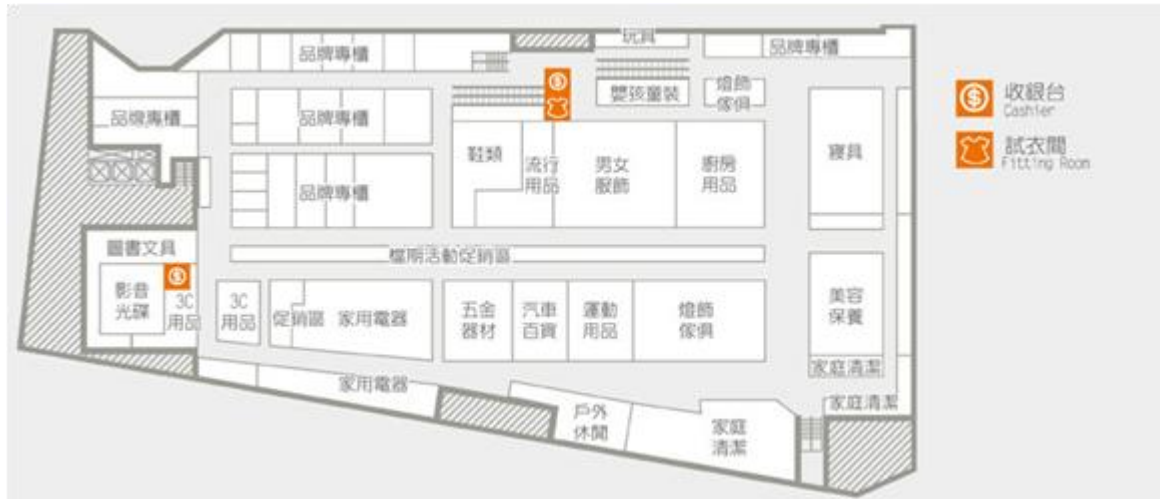 玩具
品牌專櫃
品牌專櫃
收銀台
Cashier
嬰孩童裝
燈飾
傢俱
品牌專櫃
品牌專櫃
試衣間
Fitting Room
鞋類
流行
用品
男女
服飾
廚房
用品
寢具
品牌專櫃
圖書文具
檔期活動促銷區
影音
光碟
3C
用品
3C
用品
促銷區
家用電器
五金
器材
汽車
百貨
運動
用品
燈飾
傢俱
美容
保養
家庭清潔
家用電器
家庭清潔
戶外
休閒
家庭
清潔